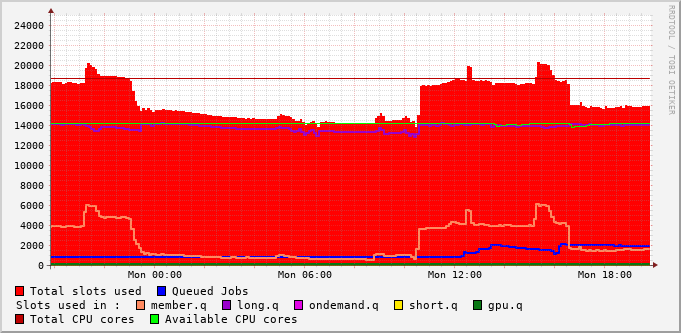 24000
22000
20000
18000
16000
14000
12000
10000
8000
6000
4000
2000
0
Mon 00:00 Mon 06:00 Mon 12:00 Mon 18:00
Total slots used Queued Jobs
Slots used in : member.q long.q ondemand.q short.q gpu.q
Total CPU cores Available CPU cores
RRDTOOL / TOBI OETIKER